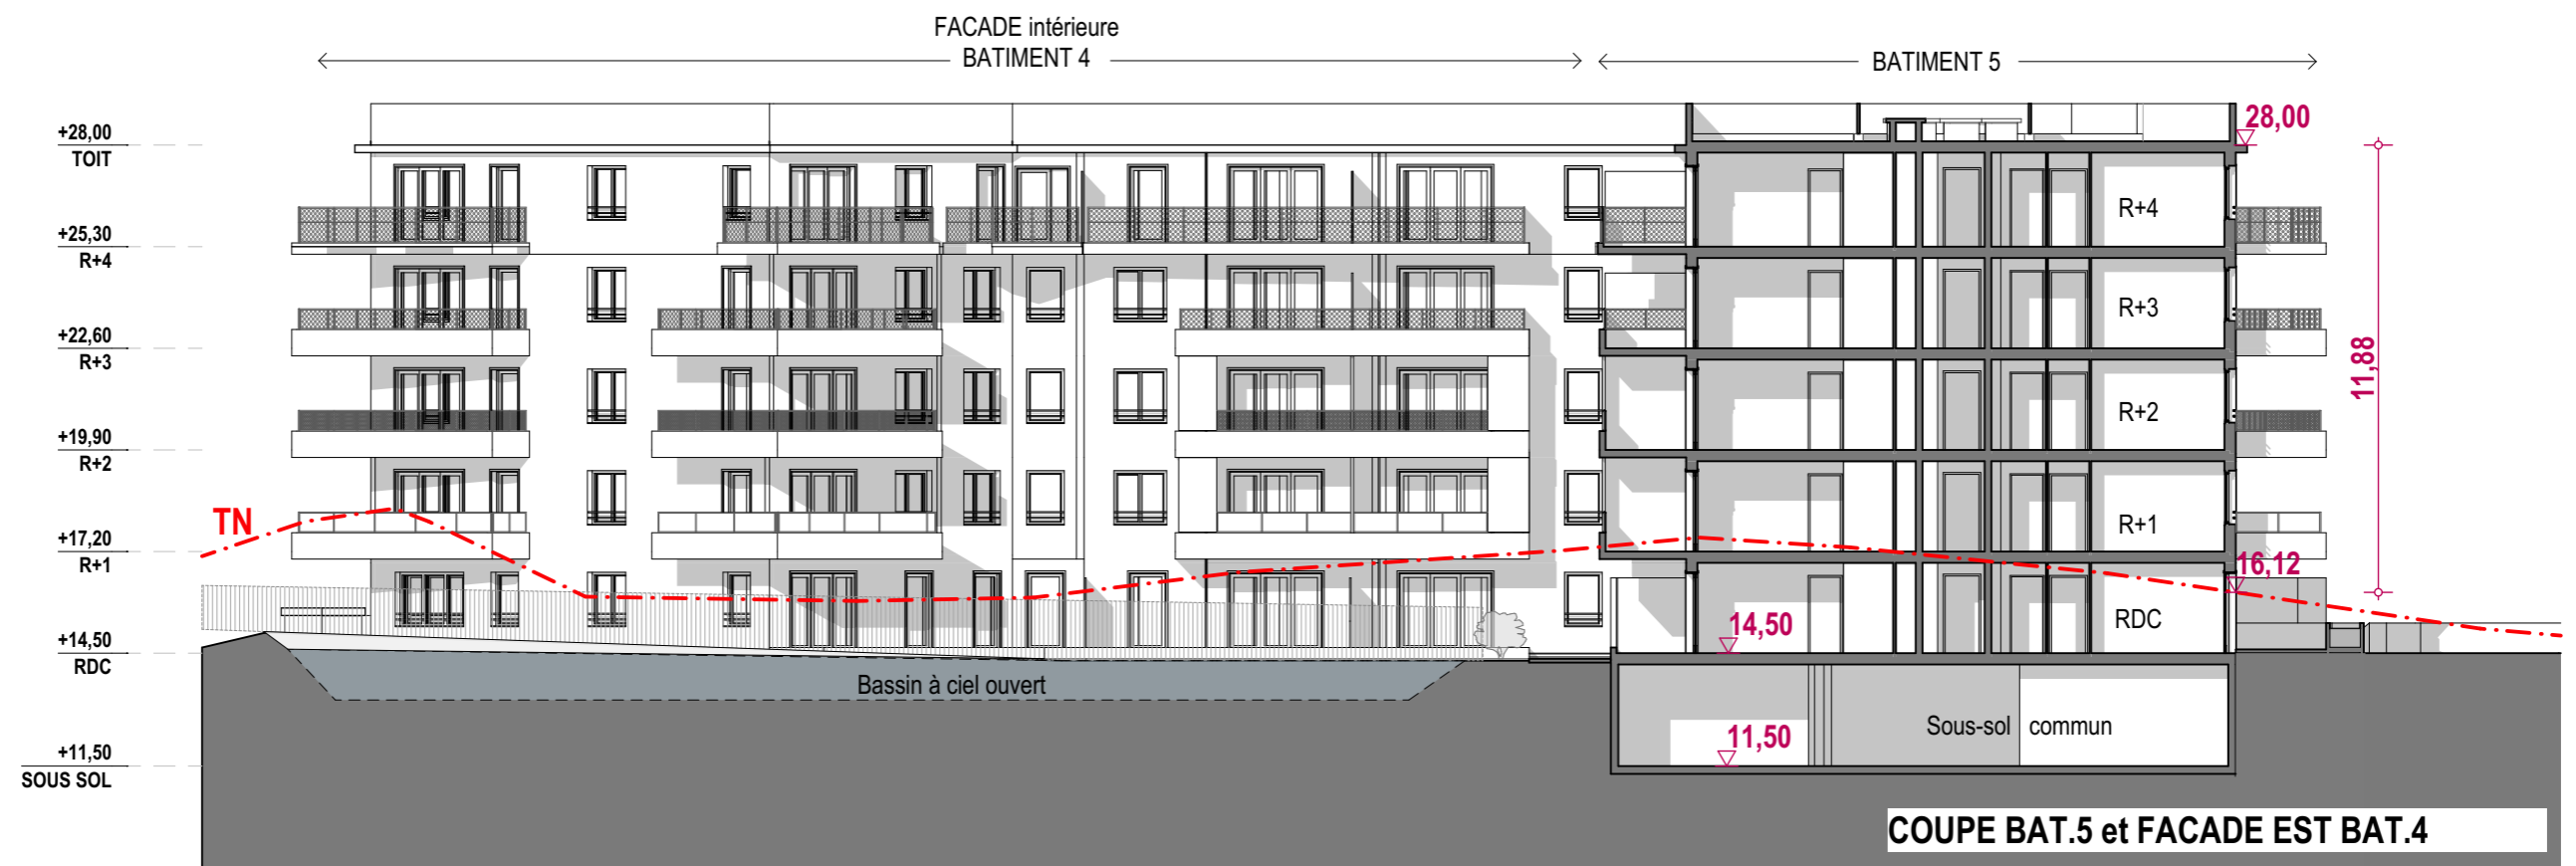 FACADE intérieure
BATIMENT 4
BATIMENT 5
+28,00
TOIT
28,00
R+4
+25,30
R+4
R+3
+22,60
R+3
11,88
R+2
+19,90
R+2
TN
R+1
+17,20
R+1
16,12
RDC
14,50
+14,50
RDC
Bassin à ciel ouvert
Sous-sol commun
11,50
+11,50
SOUS SOL
COUPE BAT.5 et FACADE EST BAT.4